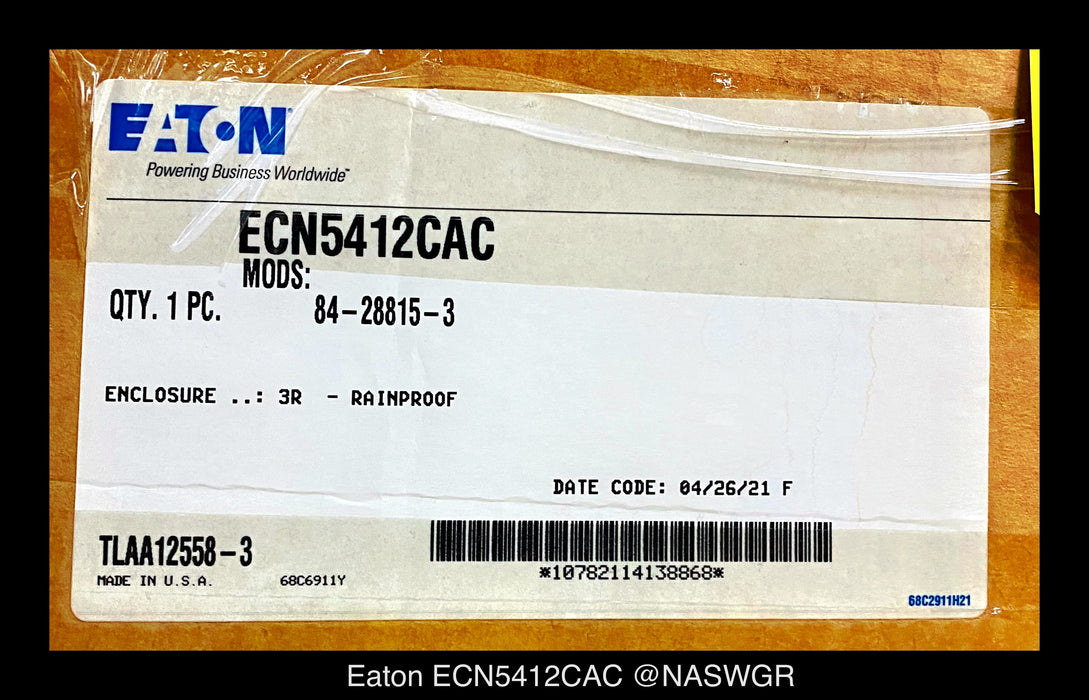 EATON
Powering Business Worldwide™
ECN5412CAC
MODS:
QTY. 1 PC. 84-28815-3
ENCLOSURE ..: 3R - RAINPROOF
DATE CODE: 04/26/21 F
TLAA12558-3
*10782114138868*
MADE IN U.S.A. 68C6911Y
68C2911H21
Eaton ECN5412CAC @NASWGR